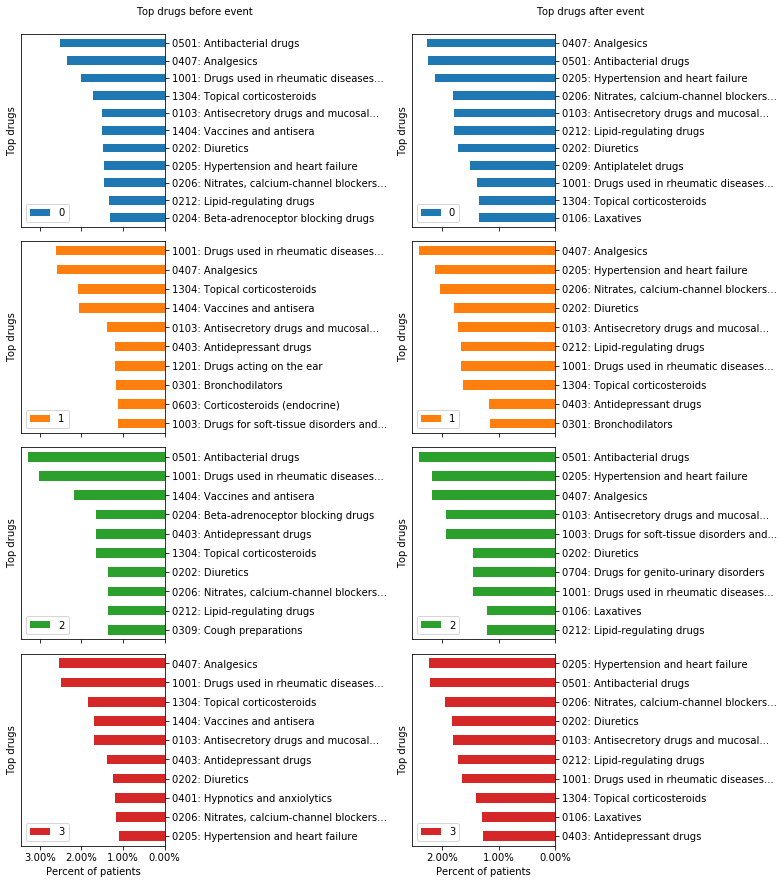 Top drugs before event
Top drugs
0501: Antibacterial drugs
0407: Analgesics
1001: Drugs used in rheumatic diseases...
1304: Topical corticosteroids
0103: Antisecretory drugs and mucosal...
1404: Vaccines and antisera
0202: Diuretics
0205: Hypertension and heart failure
0206: Nitrates, calcium-channel blockers...
0212: Lipid-regulating drugs
0204: Beta-adrenoceptor blocking drugs
0
Top drugs
1001: Drugs used in rheumatic diseases...
0407: Analgesics
1304: Topical corticosteroids
1404: Vaccines and antisera
0103: Antisecretory drugs and mucosal...
0403: Antidepressant drugs
1201: Drugs acting on the ear
0301: Bronchodilators
0603: Corticosteroids (endocrine)
1003: Drugs for soft-tissue disorders and...
1
Top drugs
0501: Antibacterial drugs
1001: Drugs used in rheumatic diseases...
1404: Vaccines and antisera
0204: Beta-adrenoceptor blocking drugs
0403: Antidepressant drugs
1304: Topical corticosteroids
0202: Diuretics
0206: Nitrates, calcium-channel blockers...
0212: Lipid-regulating drugs
0309: Cough preparations
2
Top drugs
0407: Analgesics
1001: Drugs used in rheumatic diseases...
1304: Topical corticosteroids
1404: Vaccines and antisera
0103: Antisecretory drugs and mucosal...
0403: Antidepressant drugs
0202: Diuretics
0401: Hypnotics and anxiolytics
0206: Nitrates, calcium-channel blockers...
0205: Hypertension and heart failure
3
3.00% 2.00% 1.00% 0.00%
Percent of patients
Top drugs after event
Top drugs
0407: Analgesics
0501: Antibacterial drugs
0205: Hypertension and heart failure
0206: Nitrates, calcium-channel blockers...
0103: Antisecretory drugs and mucosal...
0212: Lipid-regulating drugs
0202: Diuretics
0209: Antiplatelet drugs
1001: Drugs used in rheumatic diseases...
1304: Topical corticosteroids
0106: Laxatives
0
Top drugs
0407: Analgesics
0205: Hypertension and heart failure
0206: Nitrates, calcium-channel blockers...
0202: Diuretics
0103: Antisecretory drugs and mucosal...
0212: Lipid-regulating drugs
1001: Drugs used in rheumatic diseases...
1304: Topical corticosteroids
0403: Antidepressant drugs
0301: Bronchodilators
1
Top drugs
0501: Antibacterial drugs
0205: Hypertension and heart failure
0407: Analgesics
0103: Antisecretory drugs and mucosal...
1003: Drugs for soft-tissue disorders and...
0202: Diuretics
0704: Drugs for genito-urinary disorders
1001: Drugs used in rheumatic diseases...
0106: Laxatives
0212: Lipid-regulating drugs
2
Top drugs
0205: Hypertension and heart failure
0501: Antibacterial drugs
0206: Nitrates, calcium-channel blockers...
0202: Diuretics
0103: Antisecretory drugs and mucosal...
0212: Lipid-regulating drugs
1001: Drugs used in rheumatic diseases...
1304: Topical corticosteroids
0106: Laxatives
0403: Antidepressant drugs
3
2.00% 1.00% 0.00%
Percent of patients